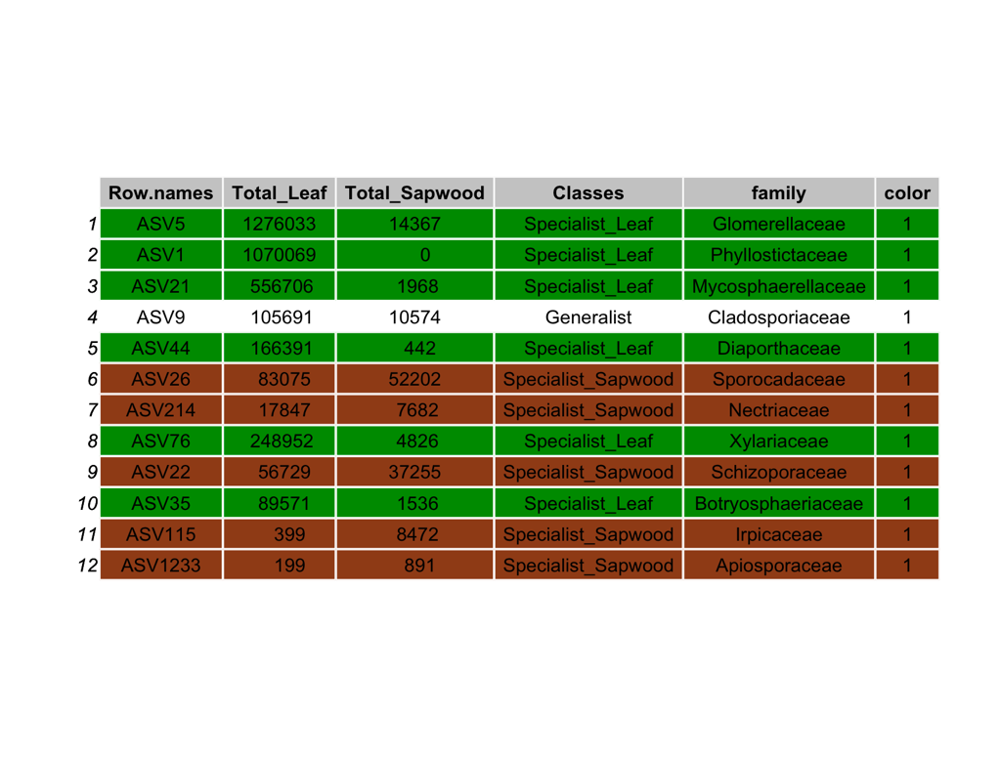 Row.names Total_Leaf Total_Sapwood Classes family color
1 ASV5 1276033 14367 Specialist_Leaf Glomerellaceae 1
2 ASV1 1070069 0 Specialist_Leaf Phyllostictaceae 1
3 ASV21 556706 1968 Specialist_Leaf Mycosphaerellaceae 1
4 ASV9 105691 10574 Generalist Cladosporiaceae 1
5 ASV44 166391 442 Specialist_Leaf Diaporthaceae 1
6 ASV26 83075 52202 Specialist_Sapwood Sporocadaceae 1
7 ASV214 17847 7682 Specialist_Sapwood Nectriaceae 1
8 ASV76 248952 4826 Specialist_Leaf Xylariaceae 1
9 ASV22 56729 37255 Specialist_Sapwood Schizoporaceae 1
10 ASV35 89571 1536 Specialist_Leaf Botryosphaeriaceae 1
11 ASV115 399 8472 Specialist_Sapwood Irpicaceae 1
12 ASV1233 199 891 Specialist_Sapwood Apiosporaceae 1